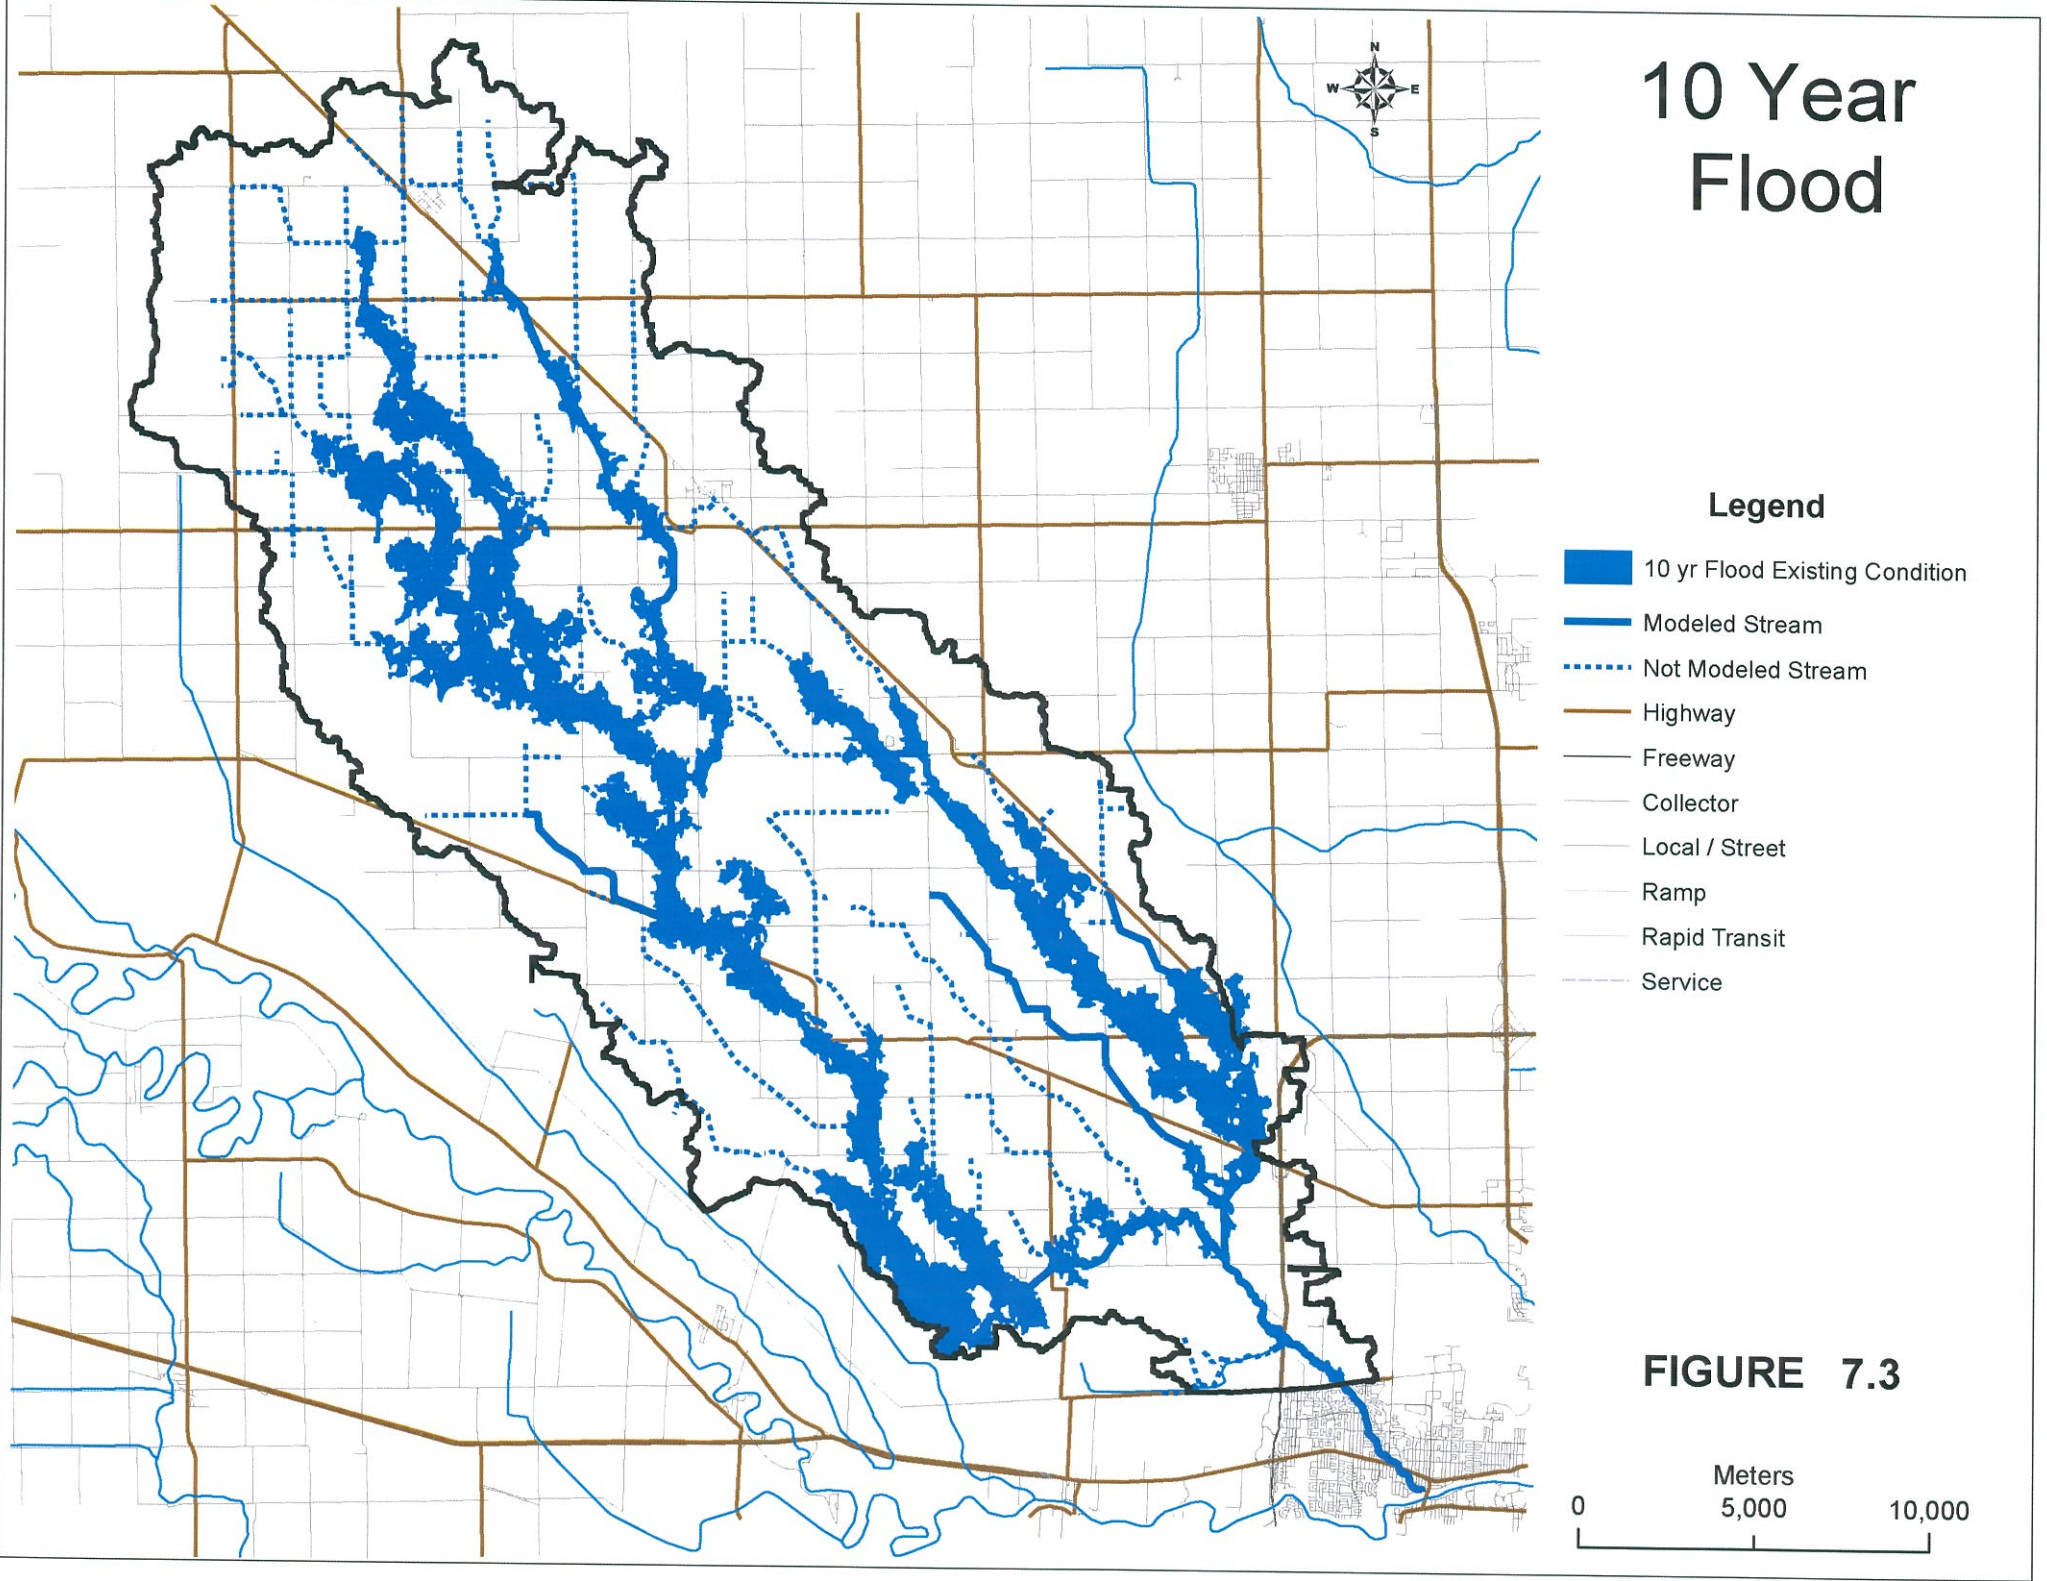 10 Year
Flood
N
W E
S
Legend
10 yr Flood Existing Condition
Modeled Stream
Not Modeled Stream
Highway
Freeway
Collector
Local / Street
Ramp
Rapid Transit
Service
FIGURE 7.3
Meters
0 5,000 10,000